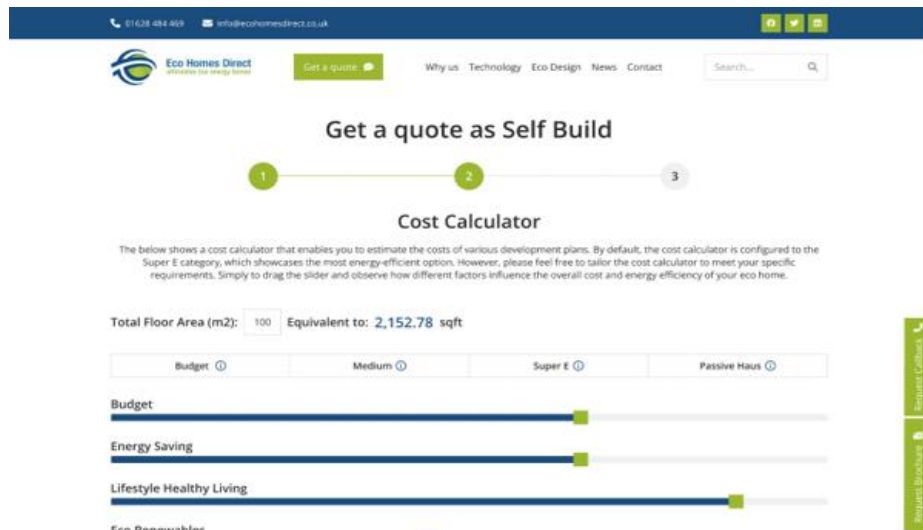 01628 484 469 info@ecohomesdirect.co.uk
Eco Homes Direct
Get a quote Why us Technology Eco Design News Contact Search...
Get a quote as Self Build
1 2 3
Cost Calculator
The below shows a cost calculator that enables you to estimate the costs of various development plans. By default, the cost calculator is configured to the
Super E category, which showcases the most energy-efficient option. However, please feel free to tailor the cost calculator to meet your specific
requirements. Simply to drag the slider and observe how different factors influence the overall cost and energy efficiency of your eco home.
Total Floor Area (m2): 100 Equivalent to: 2,152.78 sqft
Budget Medium Super E Passive Haus
Budget
Energy Saving
Lifestyle Healthy Living
Eco Renewables
Request Callback
Request Brochure